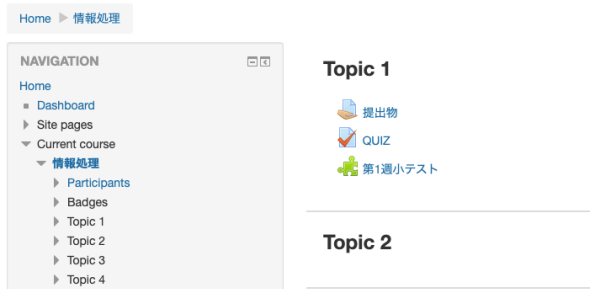 Home 情報処理
NAVIGATION
Home
Dashboard
Site pages
Current course
情報処理
Participants
Badges
Topic 1
Topic 2
Topic 3
Topic 4
Topic 1
提出物
QUIZ
第1週小テスト
Topic 2